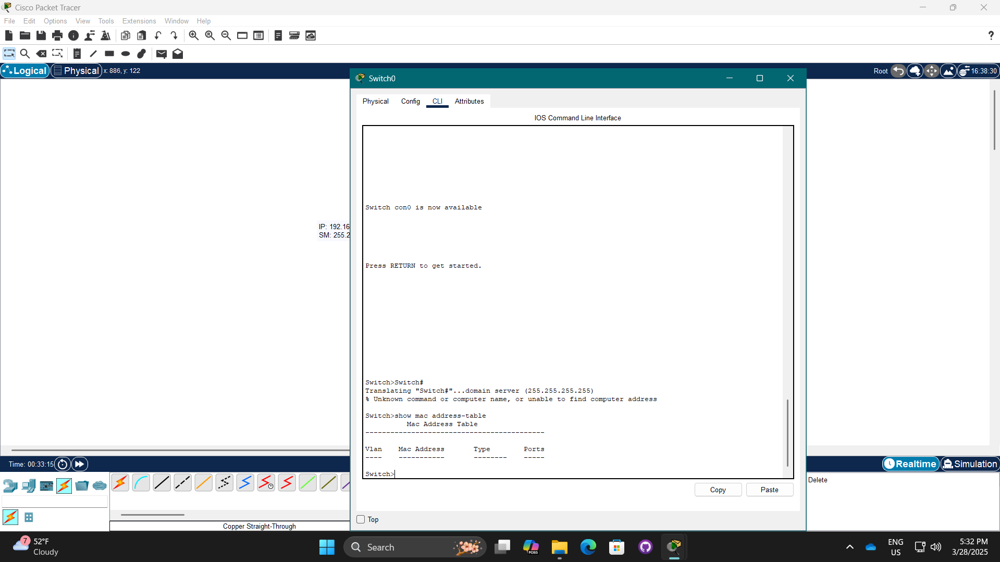 Cisco Packet Tracer
File Edit Options View Tools Extensions Window Help
?
Logical Physical x: 886, y: 122
Root 16:38:30
Switch0
Physical Config CLI Attributes
IOS Command Line Interface
Switch con0 is now available
IP: 192.16
SM: 255.2
Press RETURN to get started.
Switch>Switch#
Translating "Switch#"...domain server (255.255.255.255)
% Unknown command or computer name, or unable to find computer address
Switch>show mac address-table
Mac Address Table
-------------------------------------------
Vlan Mac Address Type Ports
---- ----------- -------- -----
Switch>
Copy Paste
Top
Time: 00:33:15
Realtime Simulation
Delete
Copper Straight-Through
7
52°F
Cloudy
Search
M365
ENG
US
5:32 PM
3/28/2025